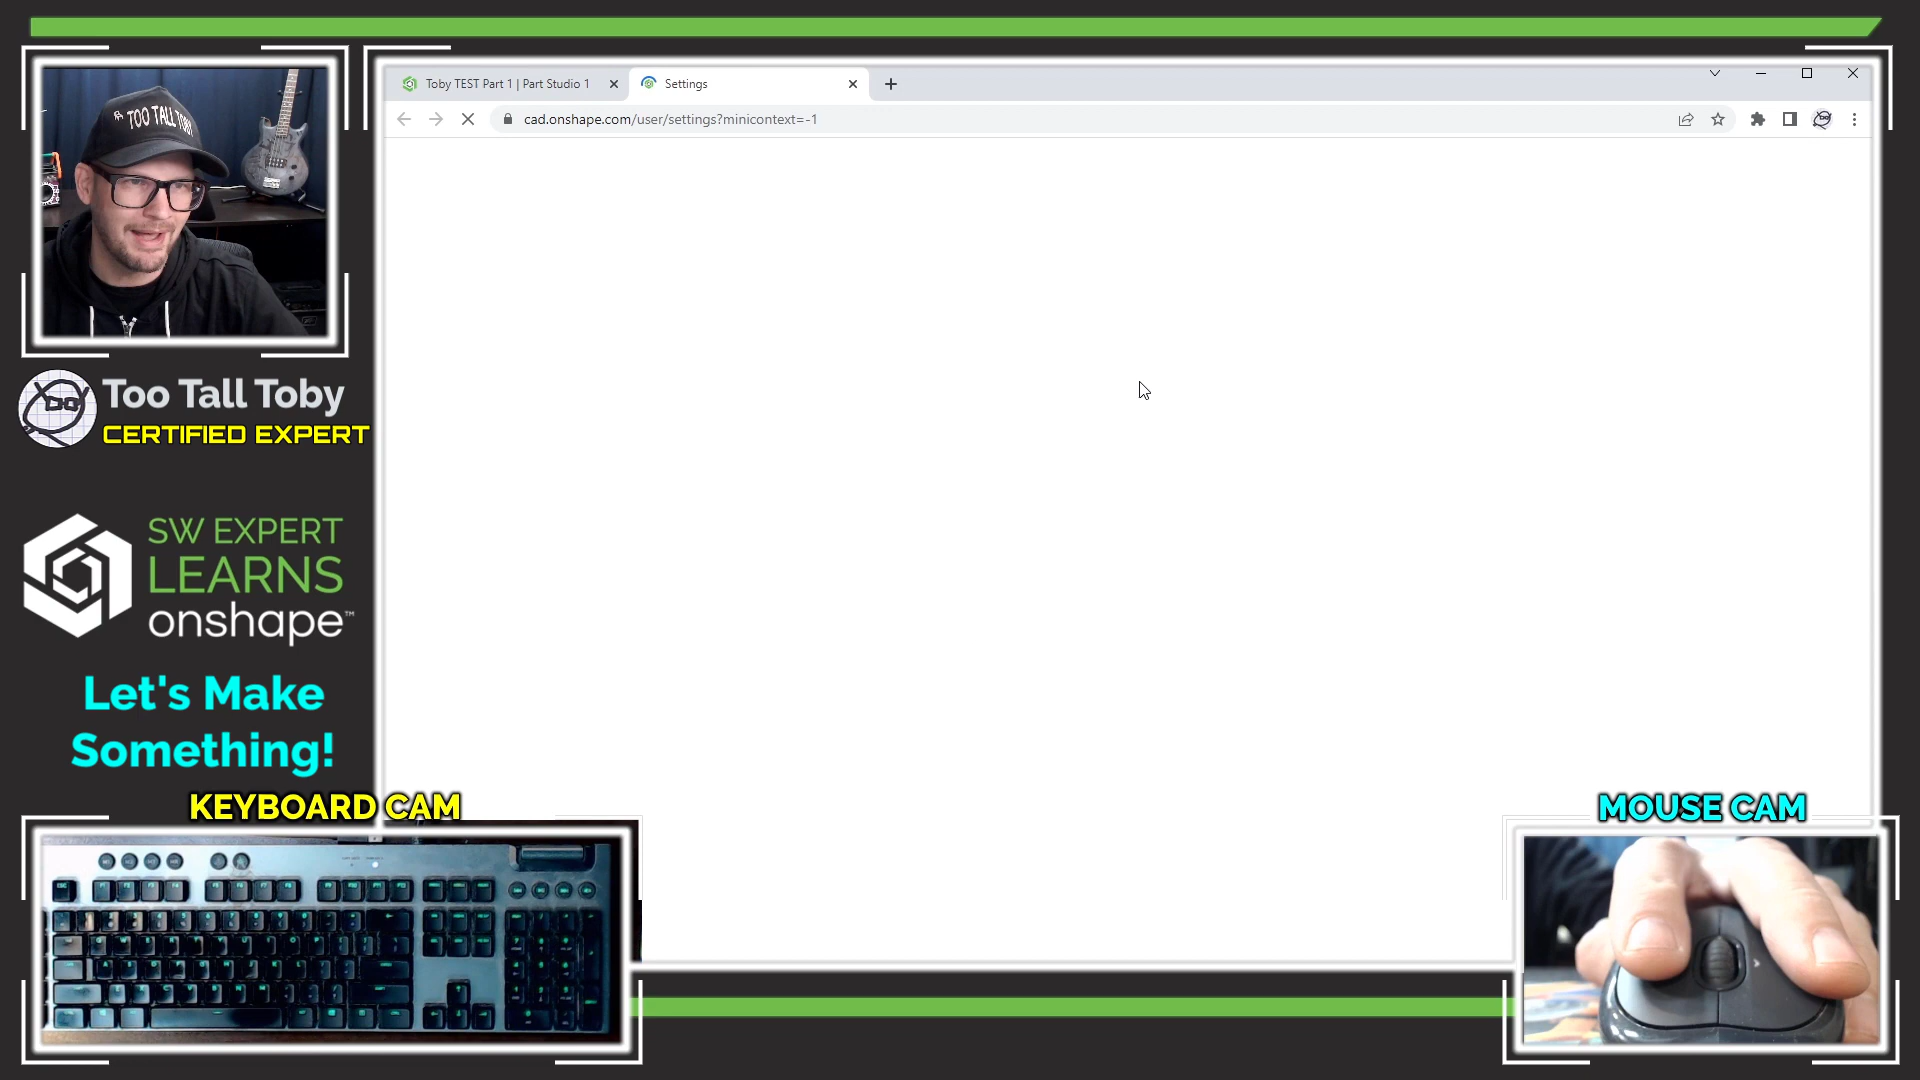 Toby TEST Part 1 | Part Studio 1
Settings
cad.onshape.com/user/settings?minicontext=-1
TOO TALL TOBY
Too Tall Toby
CERTIFIED EXPERT
SW EXPERT
LEARNS
onshape™
Let's Make
Something!
KEYBOARD CAM
MOUSE CAM